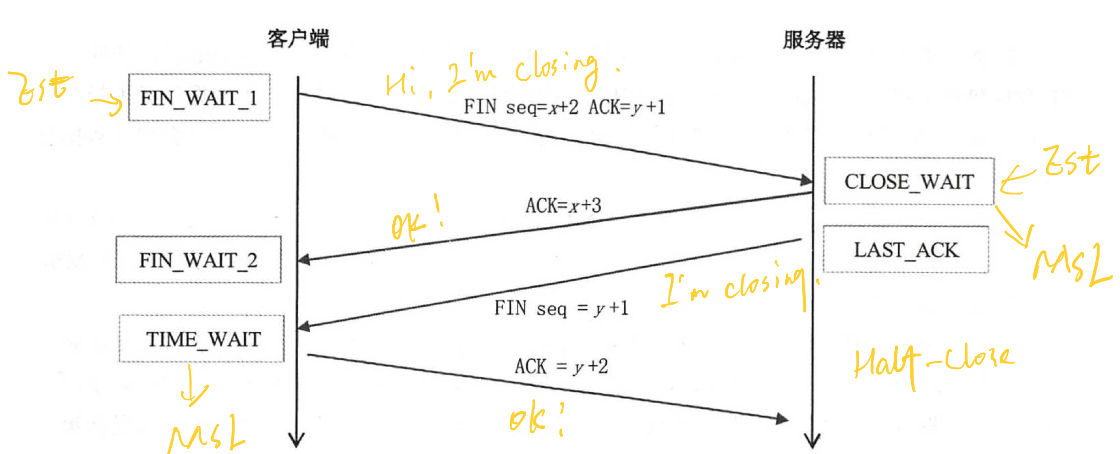 客户端
服务器
Est
FIN_WAIT_1
Hi, I'm closing.
FIN seq=x+2 ACK=y+1
CLOSE_WAIT
Est
ACK=x+3
ok!
FIN_WAIT_2
LAST_ACK
MSL
I'm closing.
FIN seq = y+1
TIME_WAIT
ACK = y+2
Half-close
MSL
ok!